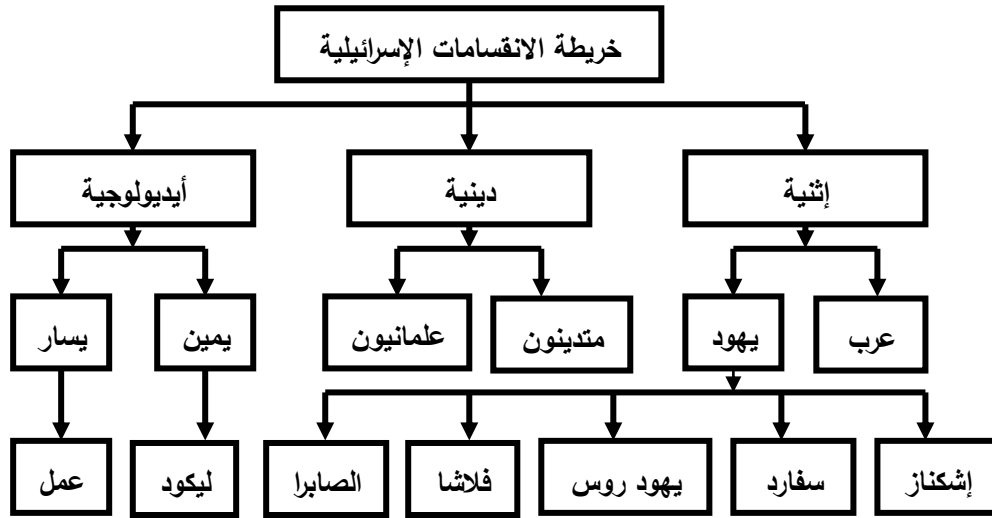 خريطة الانقسامات الإسرائيلية
إثنية
دينية
أيديولوجية
عرب
يهود
متدينون
علمانيون
يمين
يسار
إشكناز
سفارد
يهود روس
فلاشا
الصابرا
ليكود
عمل